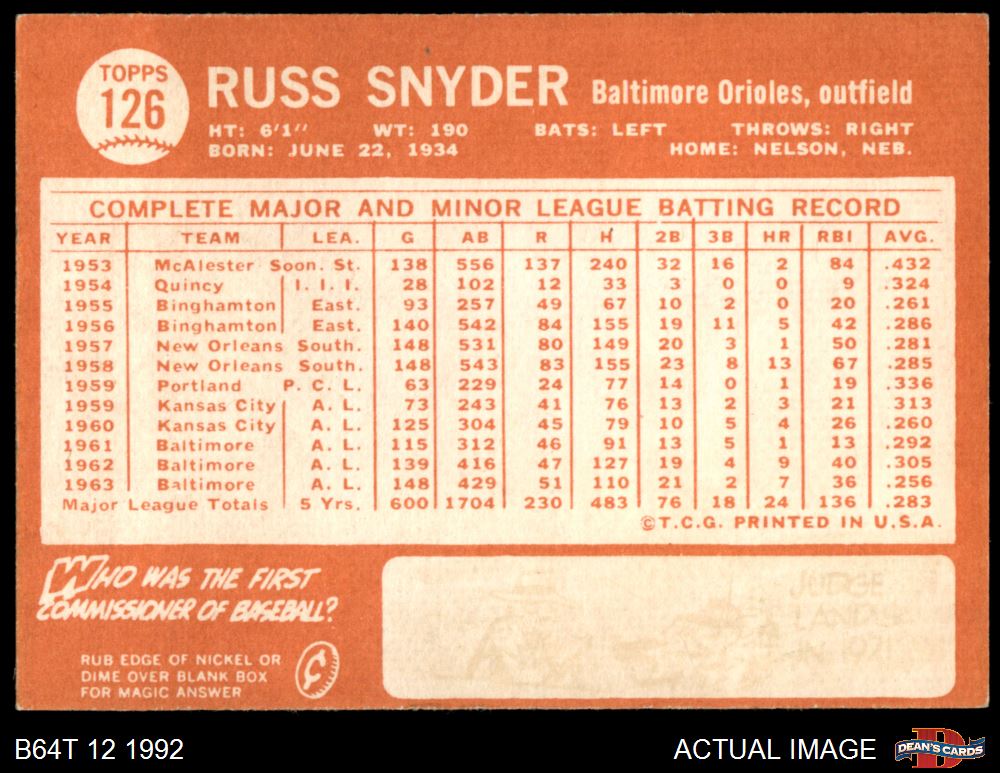 TOPPS
126
RUSS SNYDER Baltimore Orioles, outfield
HT: 6'1" WT: 190 BATS: LEFT THROWS: RIGHT
BORN: JUNE 22, 1934 HOME: NELSON, NEB.
COMPLETE MAJOR AND MINOR LEAGUE BATTING RECORD
YEAR TEAM LEA. G AB R H 2B 3B HR RBI AVG.
1953 McAlester Soon. St. 138 556 137 240 32 16 2 84 .432
1954 Quincy I. I. I. 28 102 12 33 3 0 0 9 .324
1955 Binghamton East. 93 257 49 67 10 2 0 20 .261
1956 Binghamton East. 140 542 84 155 19 11 5 42 .286
1957 New Orleans South. 148 531 80 149 20 3 1 50 .281
1958 New Orleans South. 148 543 83 155 23 8 13 67 .285
1959 Portland P. C. L. 63 229 24 77 14 0 1 19 .336
1959 Kansas City A. L. 73 243 41 76 13 2 3 21 .313
1960 Kansas City A. L. 125 304 45 79 10 5 4 26 .260
1961 Baltimore A. L. 115 312 46 91 13 5 1 13 .292
1962 Baltimore A. L. 139 416 47 127 19 4 9 40 .305
1963 Baltimore A. L. 148 429 51 110 21 2 7 36 .256
Major League Totals 5 Yrs. 600 1704 230 483 76 18 24 136 .283
©T.C.G. PRINTED IN U.S.A.
WHO WAS THE FIRST
COMMISSIONER OF BASEBALL?
RUB EDGE OF NICKEL OR
DIME OVER BLANK BOX
FOR MAGIC ANSWER
¢
JUDGE
LANDIS
IN 1921
B64T 12 1992
ACTUAL IMAGE
DEAN'S CARDS